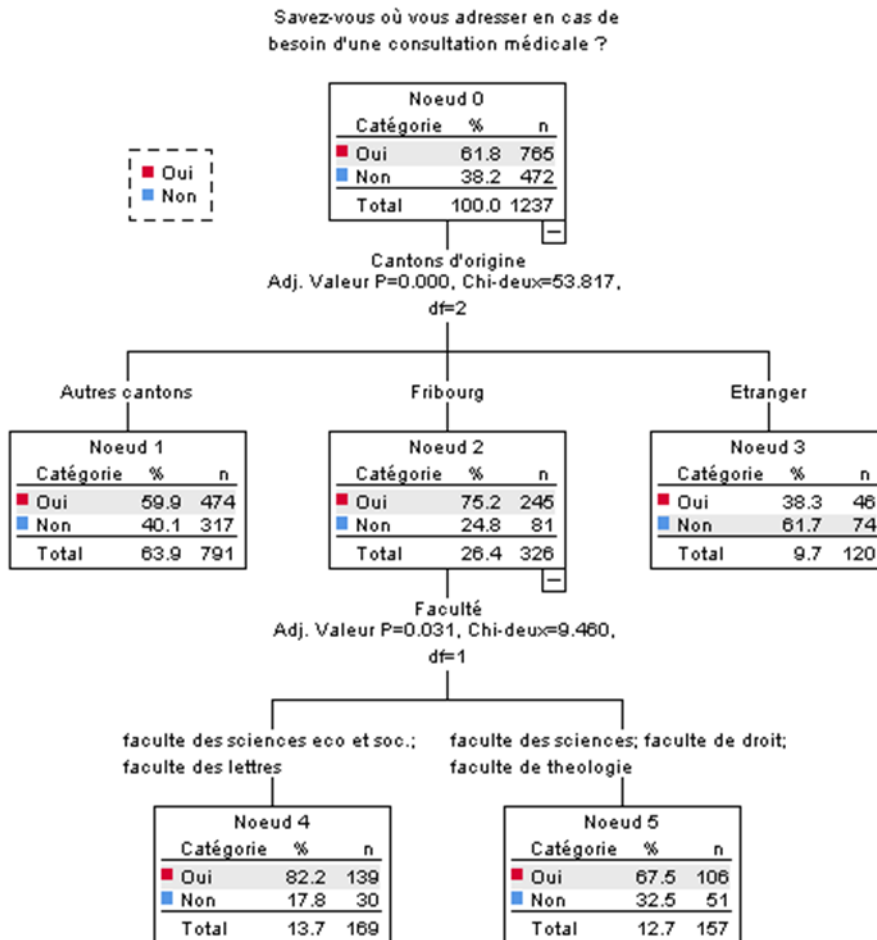 Savez-vous où vous adresser en cas de
besoin d'une consultation médicale ?
Noeud 0
Catégorie % n
Oui 61.8 765
Non 38.2 472
Total 100.0 1237
Oui
Non
Cantons d'origine
Adj. Valeur P=0.000, Chi-deux=53.817,
df=2
Autres cantons
Fribourg
Etranger
Noeud 1
Catégorie % n
Oui 59.9 474
Non 40.1 317
Total 63.9 791
Noeud 2
Catégorie % n
Oui 75.2 245
Non 24.8 81
Total 26.4 326
Noeud 3
Catégorie % n
Oui 38.3 46
Non 61.7 74
Total 9.7 120
Faculté
Adj. Valeur P=0.031, Chi-deux=9.460,
df=1
faculte des sciences eco et soc.;
faculte des lettres
faculte des sciences; faculte de droit;
faculte de theologie
Noeud 4
Catégorie % n
Oui 82.2 139
Non 17.8 30
Total 13.7 169
Noeud 5
Catégorie % n
Oui 67.5 106
Non 32.5 51
Total 12.7 157